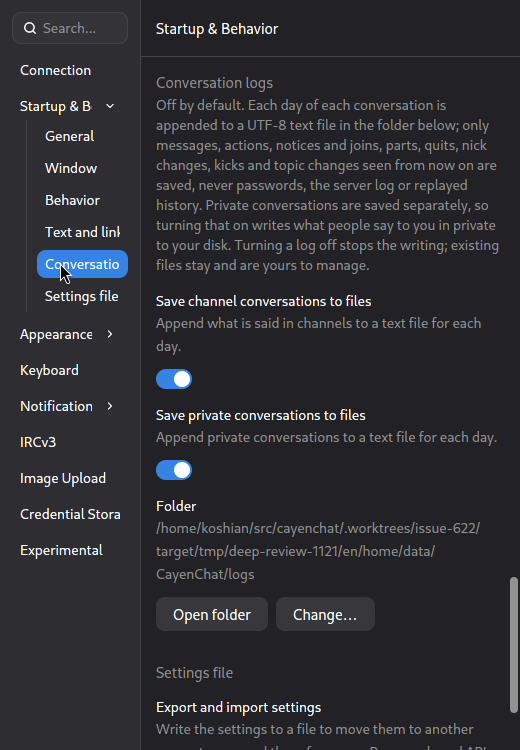 Search...
Startup & Behavior
Connection
Startup & B
General
Window
Behavior
Text and link
Conversatio
Settings file
Appearance
Keyboard
Notification
IRCv3
Image Upload
Credential Stora
Experimental
Conversation logs
Off by default. Each day of each conversation is
appended to a UTF-8 text file in the folder below; only
messages, actions, notices and joins, parts, quits, nick
changes, kicks and topic changes seen from now on are
saved, never passwords, the server log or replayed
history. Private conversations are saved separately, so
turning that on writes what people say to you in private
to your disk. Turning a log off stops the writing; existing
files stay and are yours to manage.
Save channel conversations to files
Append what is said in channels to a text file for each
day.
Save private conversations to files
Append private conversations to a text file for each day.
Folder
/home/koshian/src/cayenchat/.worktrees/issue-622/
target/tmp/deep-review-1121/en/home/data/
CayenChat/logs
Open folder
Change…
Settings file
Export and import settings
Write the settings to a file to move them to another